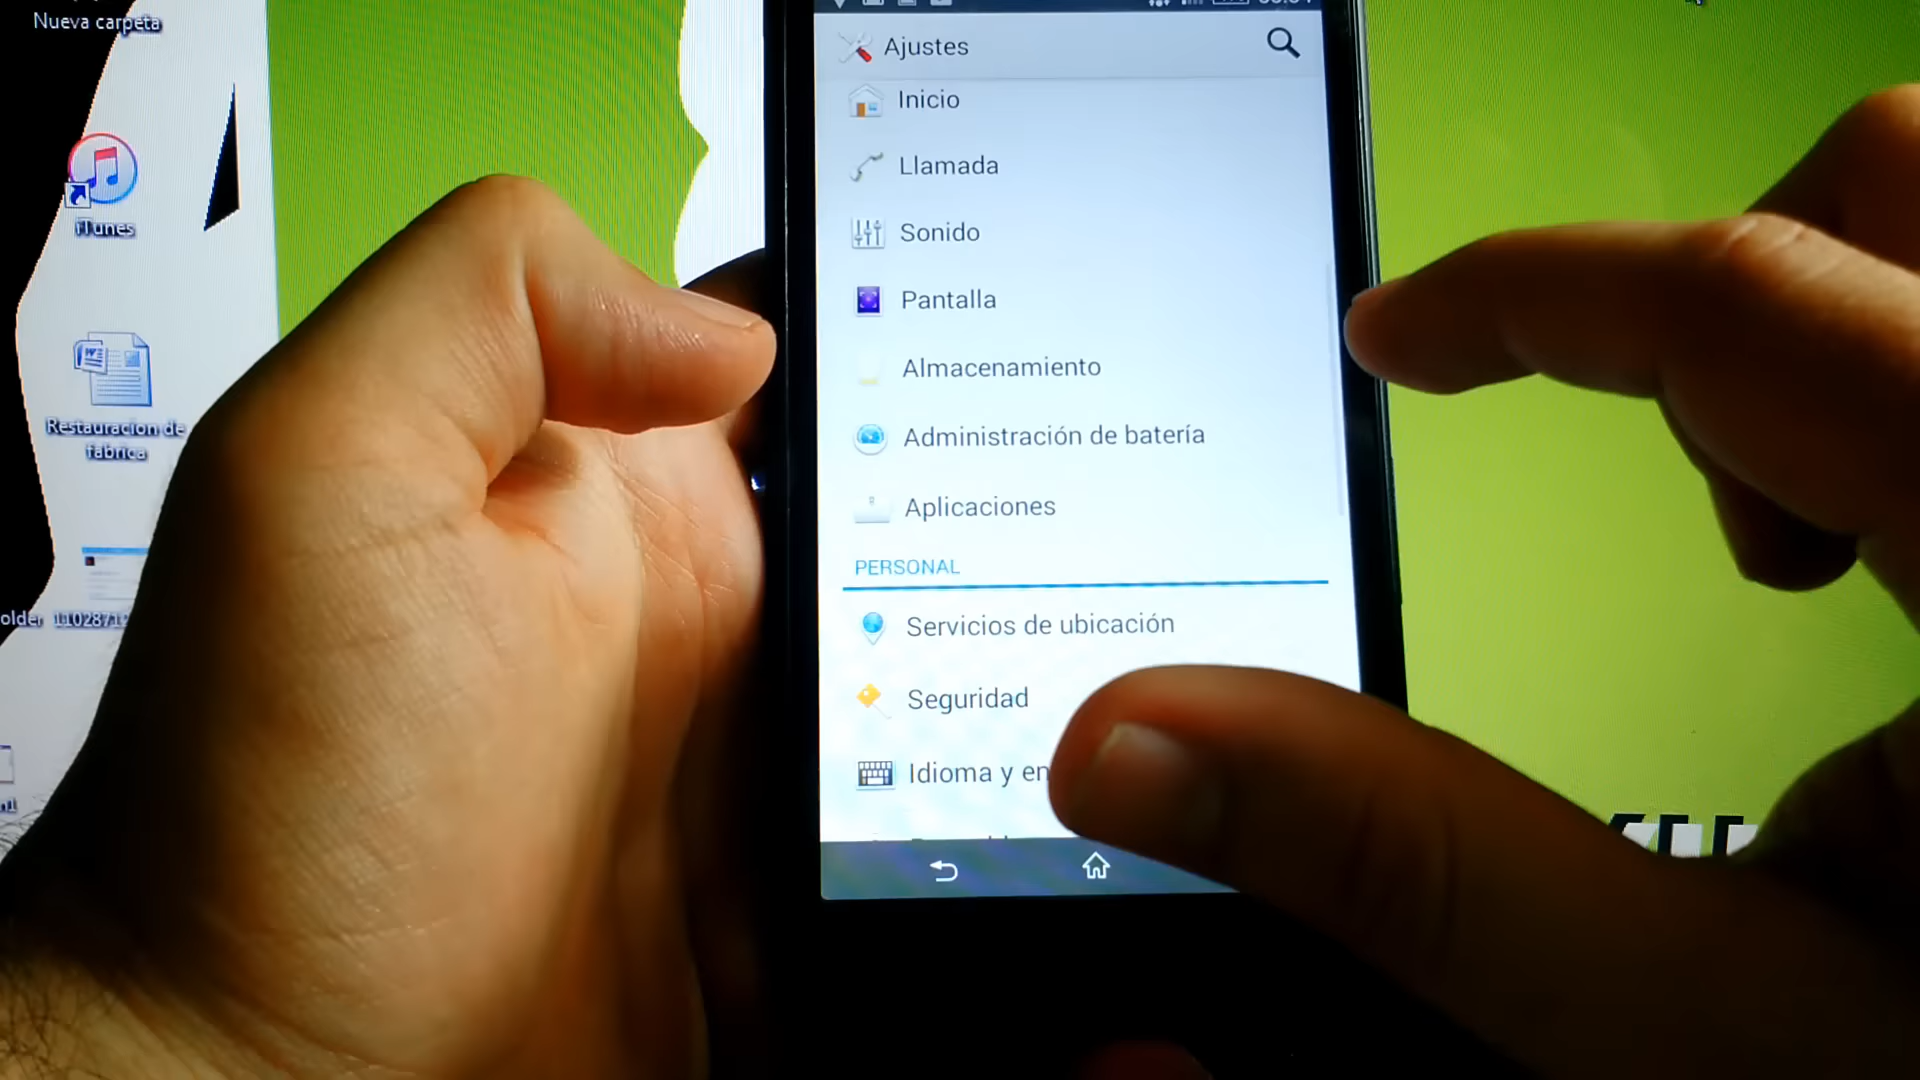 Nueva carpeta
iTunes
Restauracion de
fabrica
older
Ajustes
Inicio
Llamada
Sonido
Pantalla
Almacenamiento
Administración de batería
Aplicaciones
PERSONAL
Servicios de ubicación
Seguridad
Idioma y en